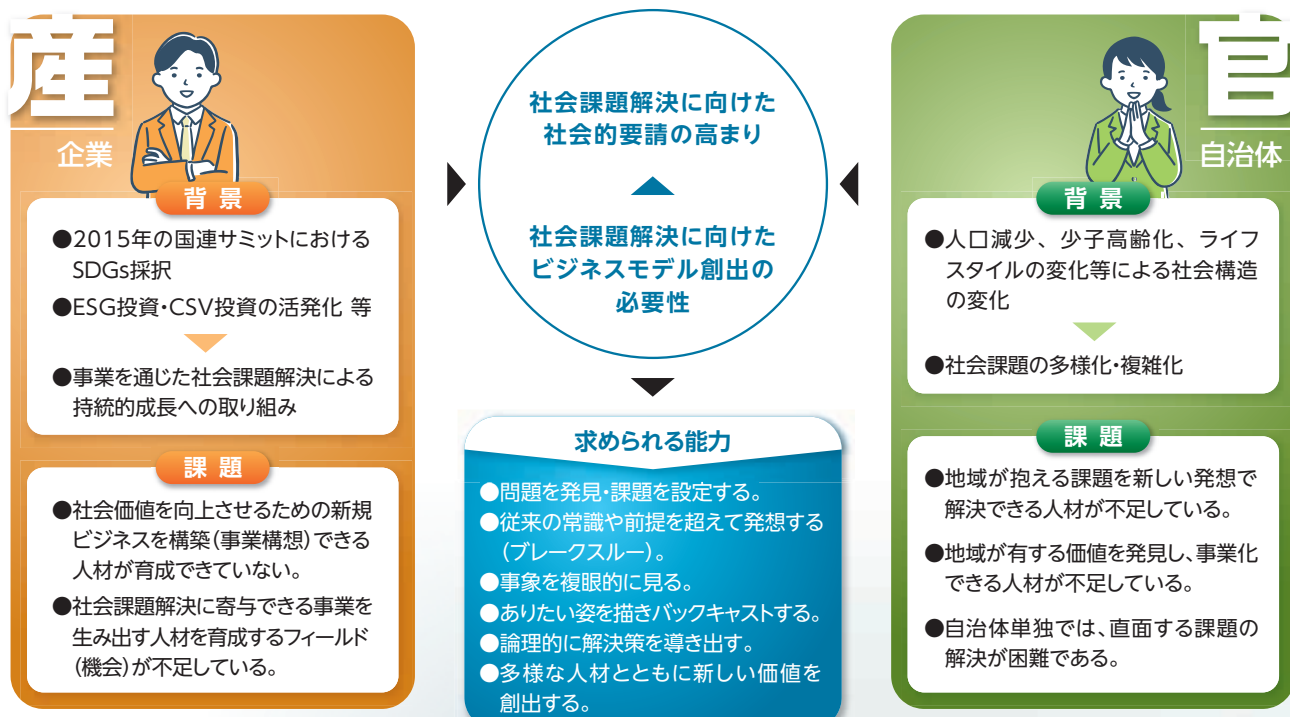 産
企業
背景
●2015年の国連サミットにおける
SDGs採択
●ESG投資・CSV投資の活発化 等
●事業を通じた社会課題解決による
持続的成長への取り組み
課題
●社会価値を向上させるための新規
ビジネスを構築(事業構想)できる
人材が育成できていない。
●社会課題解決に寄与できる事業を
生み出す人材を育成するフィールド
(機会)が不足している。
社会課題解決に向けた
社会的要請の高まり
社会課題解決に向けた
ビジネスモデル創出の
必要性
求められる能力
●問題を発見・課題を設定する。
●従来の常識や前提を超えて発想する
(ブレークスルー)。
●事象を複眼的に見る。
●ありたい姿を描きバックキャストする。
●論理的に解決策を導き出す。
●多様な人材とともに新しい価値を
創出する。
官
自治体
背景
●人口減少、少子高齢化、ライフ
スタイルの変化等による社会構造
の変化
●社会課題の多様化・複雑化
課題
●地域が抱える課題を新しい発想で
解決できる人材が不足している。
●地域が有する価値を発見し、事業化
できる人材が不足している。
●自治体単独では、直面する課題の
解決が困難である。